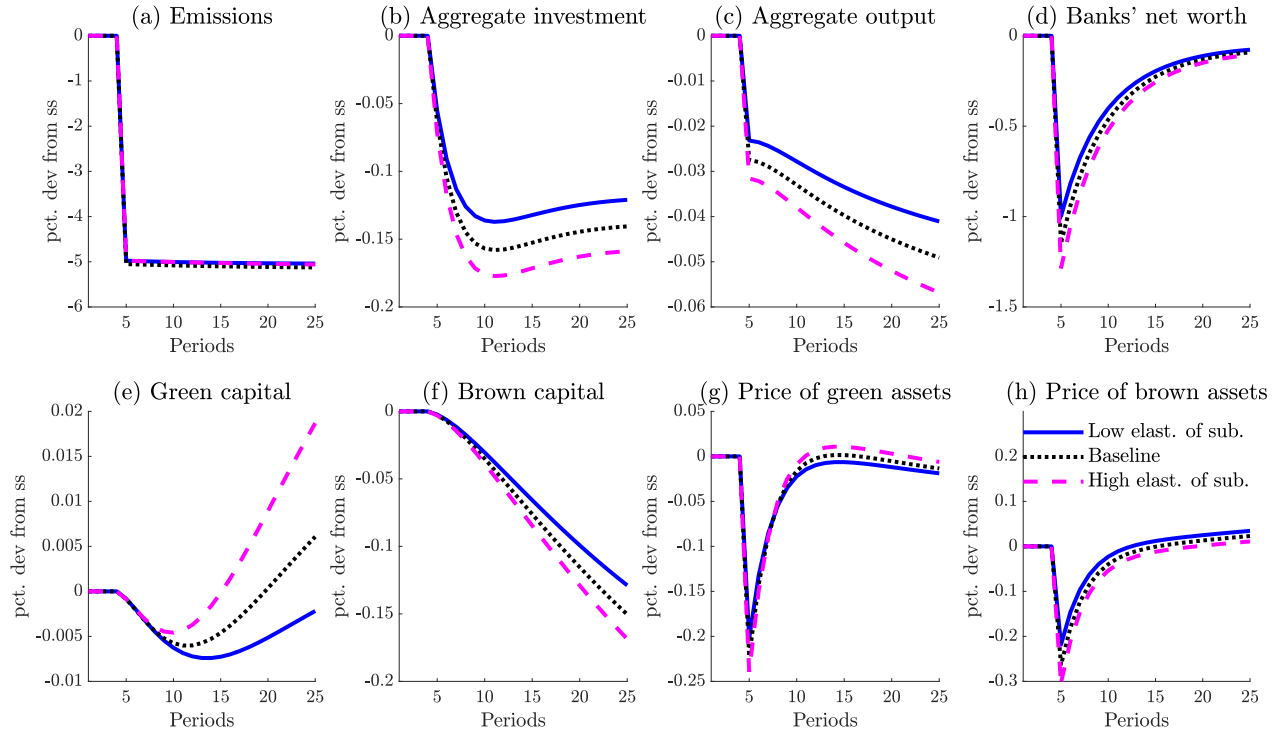 (a) Emissions
(b) Aggregate investment
(c) Aggregate output
(d) Banks' net worth
pct. dev from ss
0
-1
-2
-3
-4
-5
-6
5 10 15 20 25
Periods
pct. dev from ss
0
-0.05
-0.1
-0.15
-0.2
5 10 15 20 25
Periods
pct. dev from ss
0
-0.01
-0.02
-0.03
-0.04
-0.05
-0.06
5 10 15 20 25
Periods
pct. dev from ss
0
-0.5
-1
-1.5
5 10 15 20 25
Periods
(e) Green capital
(f) Brown capital
(g) Price of green assets
(h) Price of brown assets
pct. dev from ss
0.02
0.015
0.01
0.005
0
-0.005
-0.01
5 10 15 20 25
Periods
pct. dev from ss
0
-0.05
-0.1
-0.15
-0.2
5 10 15 20 25
Periods
pct. dev from ss
0.05
0
-0.05
-0.1
-0.15
-0.2
-0.25
5 10 15 20 25
Periods
pct. dev from ss
0.2
0.1
0
-0.1
-0.2
-0.3
5 10 15 20 25
Periods
Low elast. of sub.
Baseline
High elast. of sub.